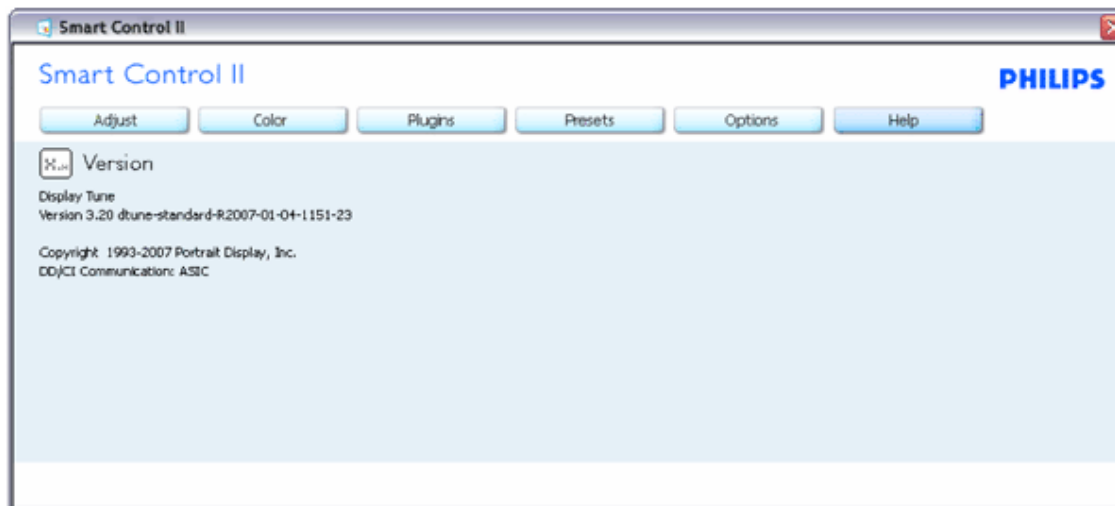 Smart Control II
Smart Control II
PHILIPS
Adjust Color Plugins Presets Options Help
Version
Display Tune
Version 3.20 dtune-standard-R2007-01-04-1151-23
Copyright 1993-2007 Portrait Display, Inc.
DD/CI Communication: ASIC